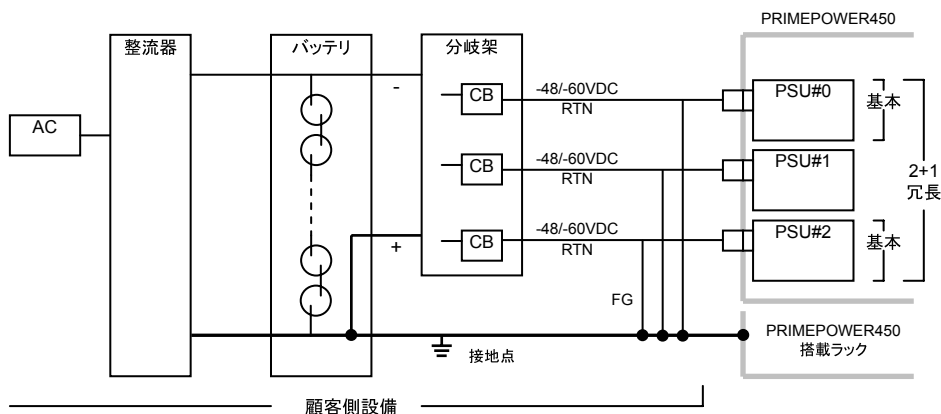 PRIMEPOWER450
整流器
バッテリ
分岐架
AC
-
+
CB
-48/-60VDC
RTN
PSU#0
基本
CB
-48/-60VDC
RTN
PSU#1
2+1
冗長
CB
-48/-60VDC
RTN
PSU#2
基本
FG
接地点
PRIMEPOWER450
搭載ラック
顧客側設備